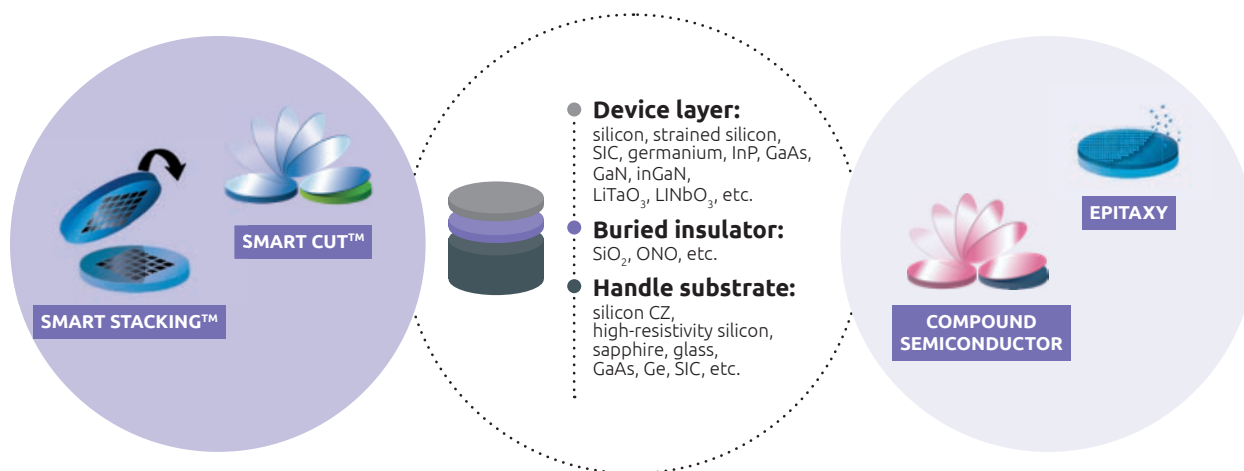 SMART CUT™
SMART STACKING™
Device layer:
silicon, strained silicon,
SIC, germanium, InP, GaAs,
GaN, inGaN,
LiTaO₃, LINbO₃, etc.
Buried insulator:
SiO₂, ONO, etc.
Handle substrate:
silicon CZ,
high-resistivity silicon,
sapphire, glass,
GaAs, Ge, SIC, etc.
EPITAXY
COMPOUND
SEMICONDUCTOR